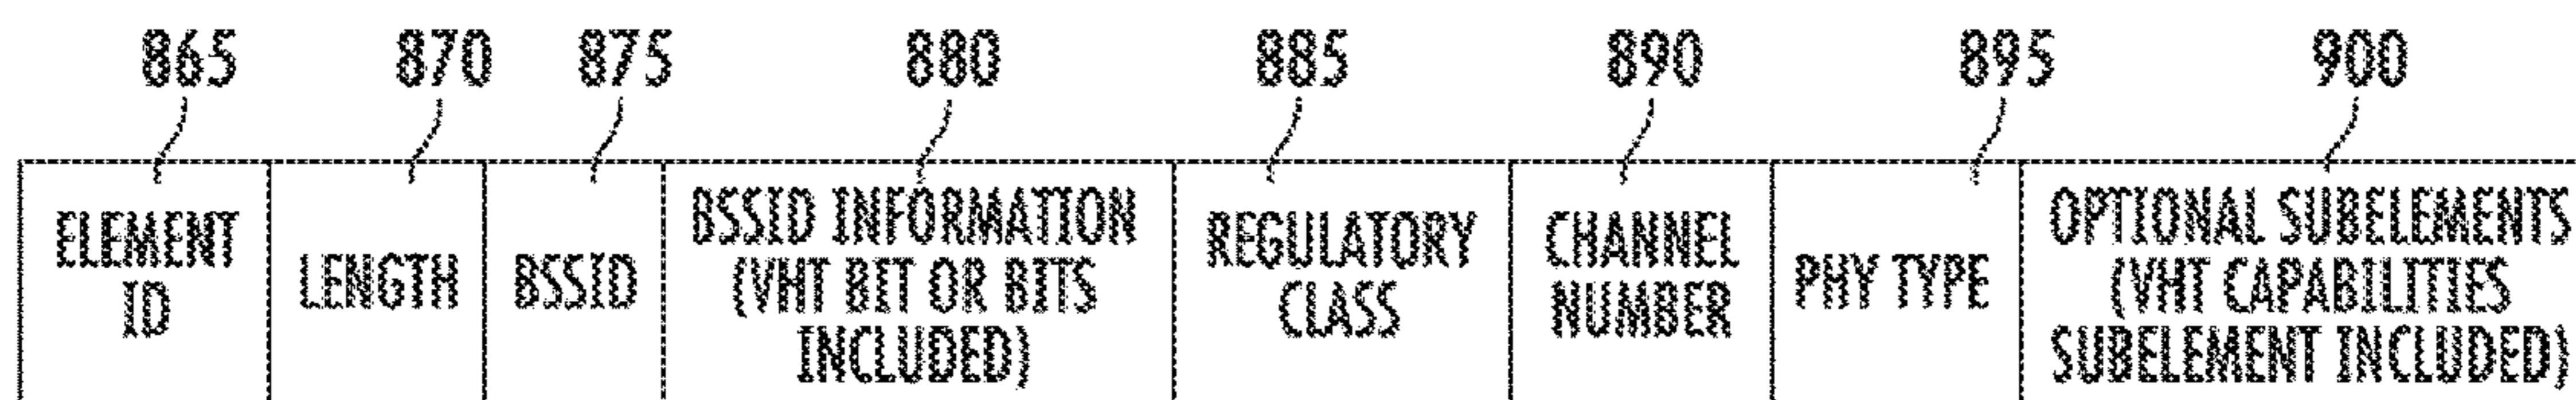 865 870 875 880 885 890 895 900
ELEMENT
ID
LENGTH
BSSID
BSSID INFORMATION
(VHT BIT OR BITS
INCLUDED)
REGULATORY
CLASS
CHANNEL
NUMBER
PHY TYPE
OPTIONAL SUBELEMENTS
(VHT CAPABILITIES
SUBELEMENT INCLUDED)